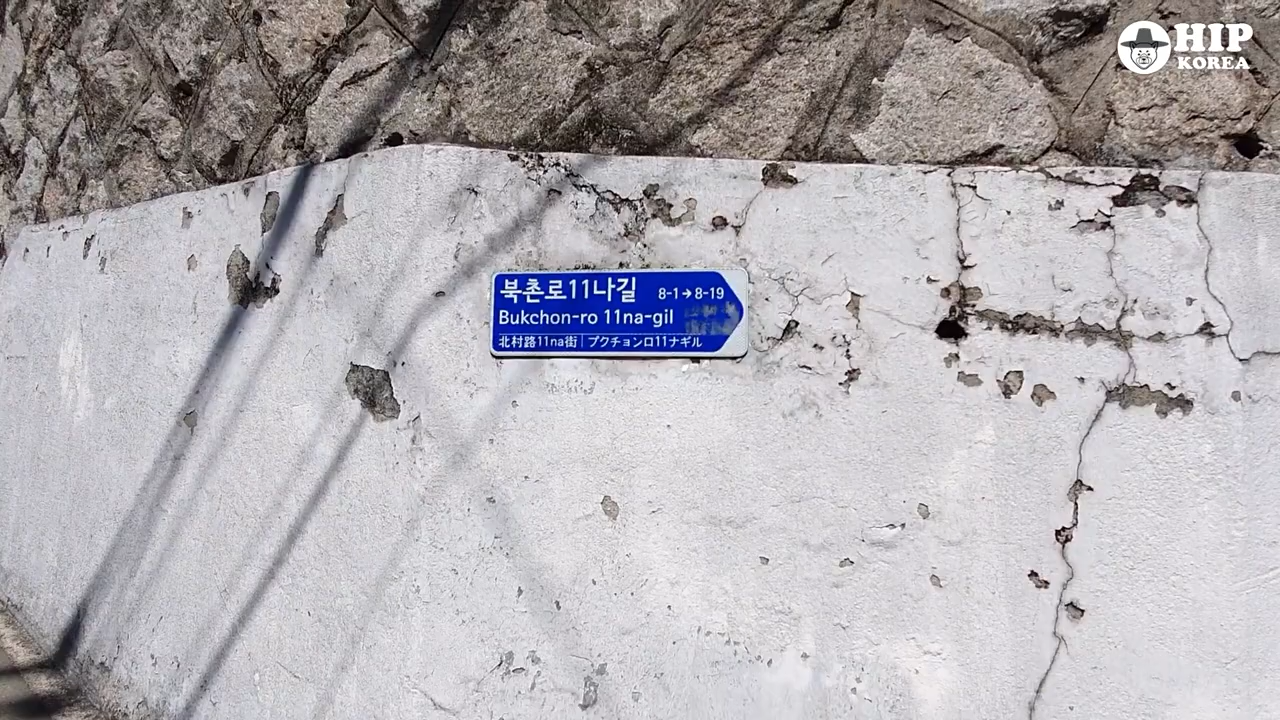 HIP
KOREA
북촌로11나길 8-1→8-19
Bukchon-ro 11na-gil
北村路11na街 | プクチョンロ11ナギル